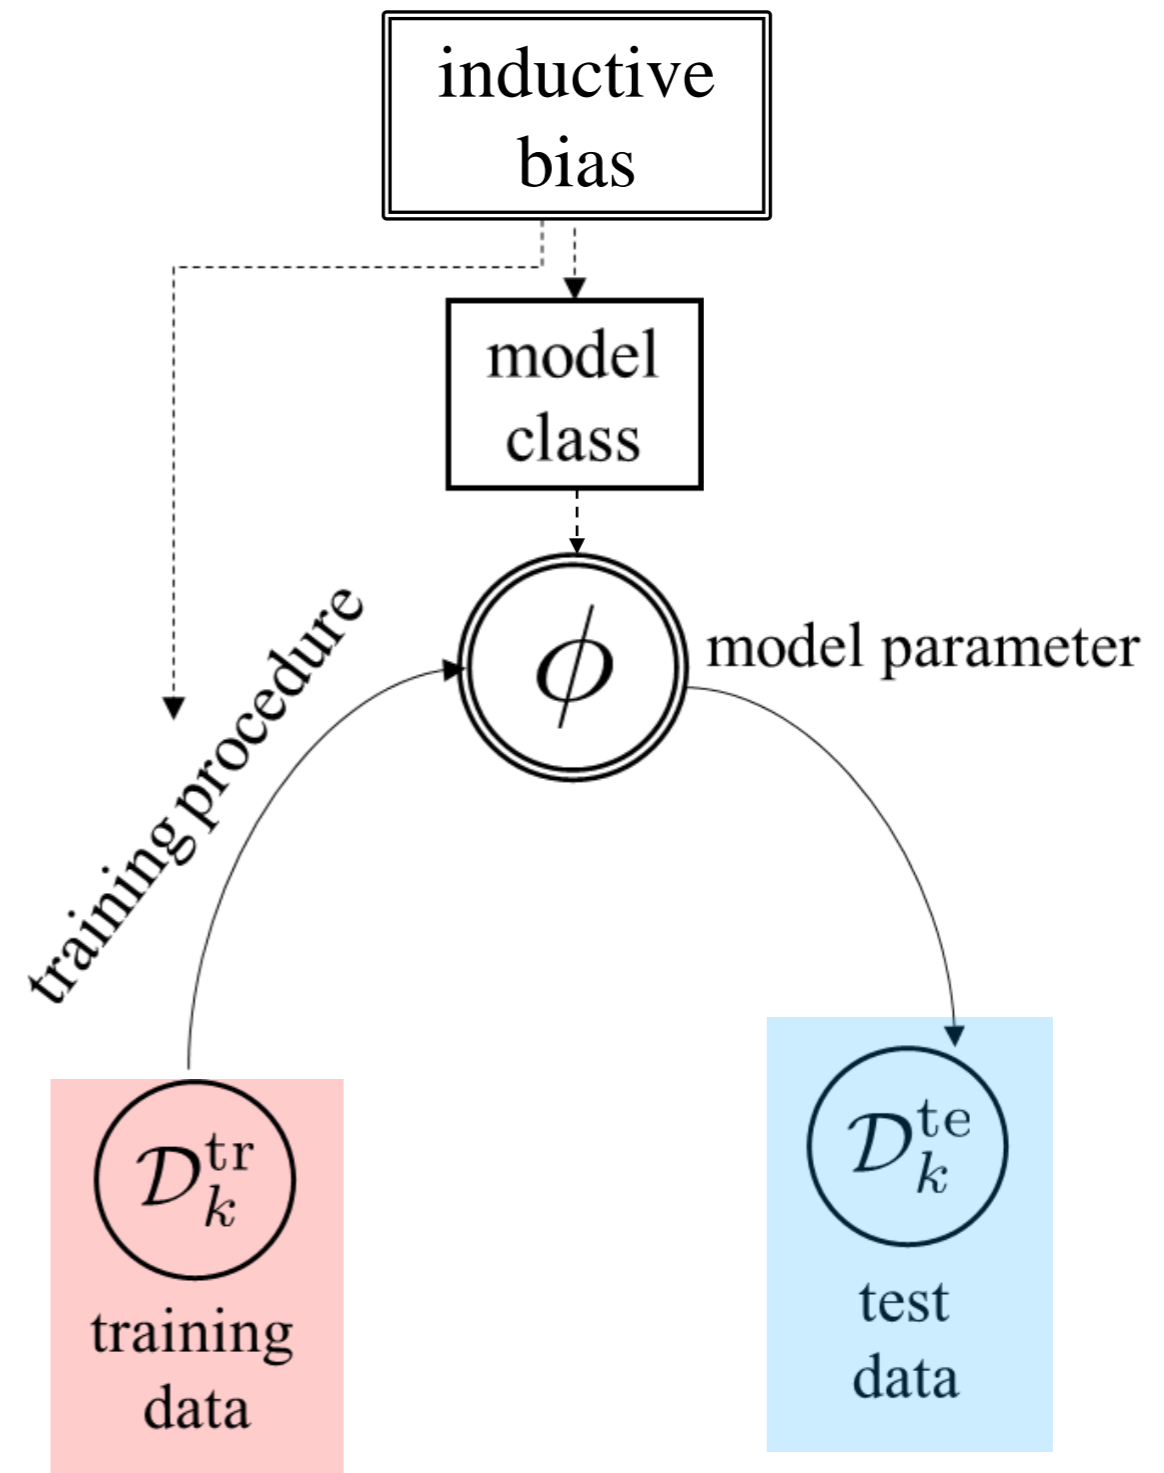 inductive
bias
model
class
ϕ
model parameter
training procedure
𝒟ₖᵗʳ
training
data
𝒟ₖᵗᵉ
test
data